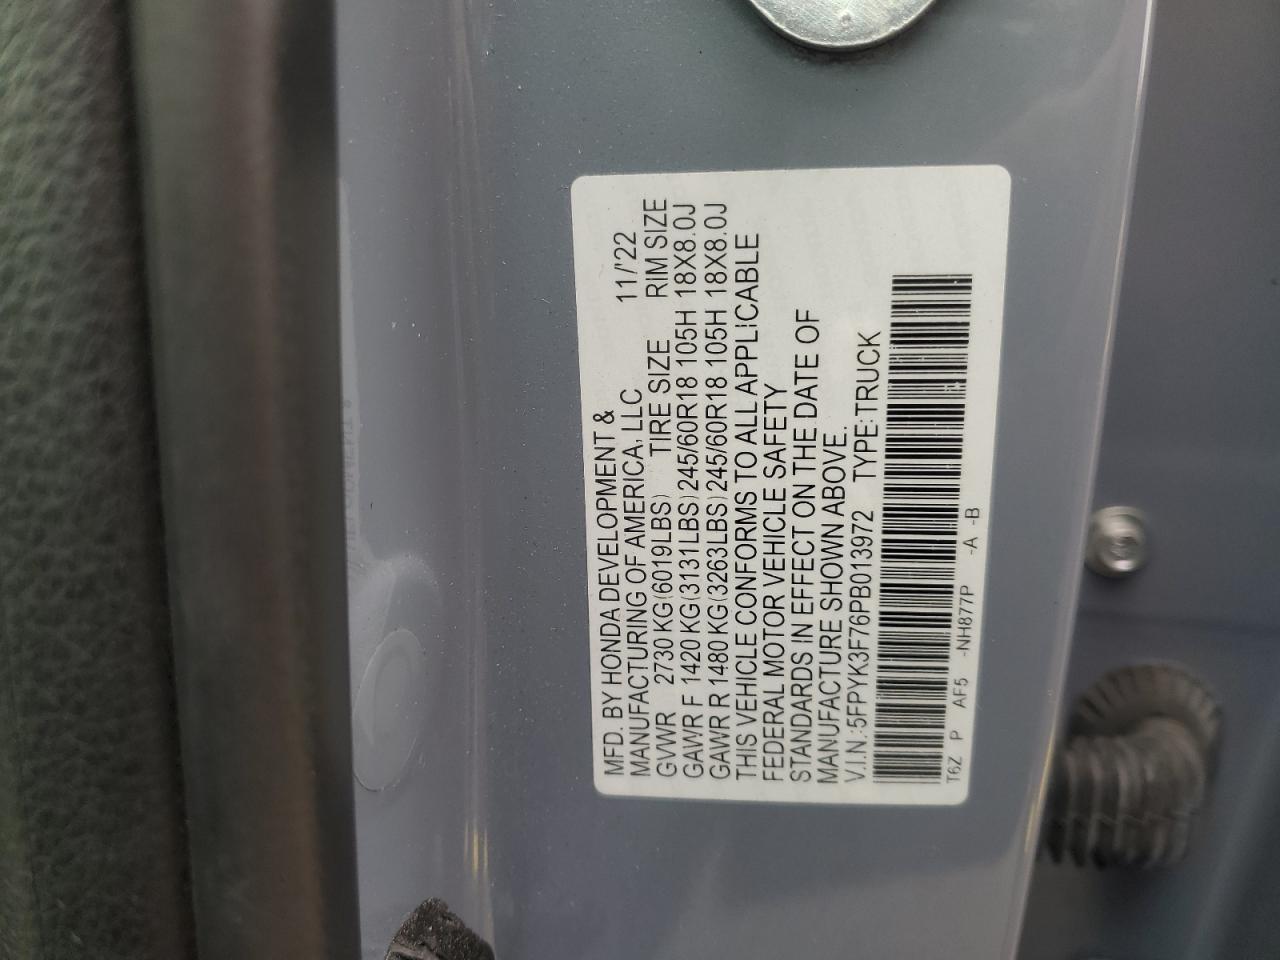 MFD. BY HONDA DEVELOPMENT &
MANUFACTURING OF AMERICA, LLC 11/'22
GVWR 2730 KG(6019LBS) TIRE SIZE RIM SIZE
GAWR F 1420 KG(3131LBS)245/60R18 105H 18X8.0J
GAWR R 1480 KG(3263LBS)245/60R18 105H 18X8.0J
THIS VEHICLE CONFORMS TO ALL APPLICABLE
FEDERAL MOTOR VEHICLE SAFETY
STANDARDS IN EFFECT ON THE DATE OF
MANUFACTURE SHOWN ABOVE.
V.I.N.:5FPYK3F76PB013972 TYPE:TRUCK
T6Z P AF5 -NH877P -A -B